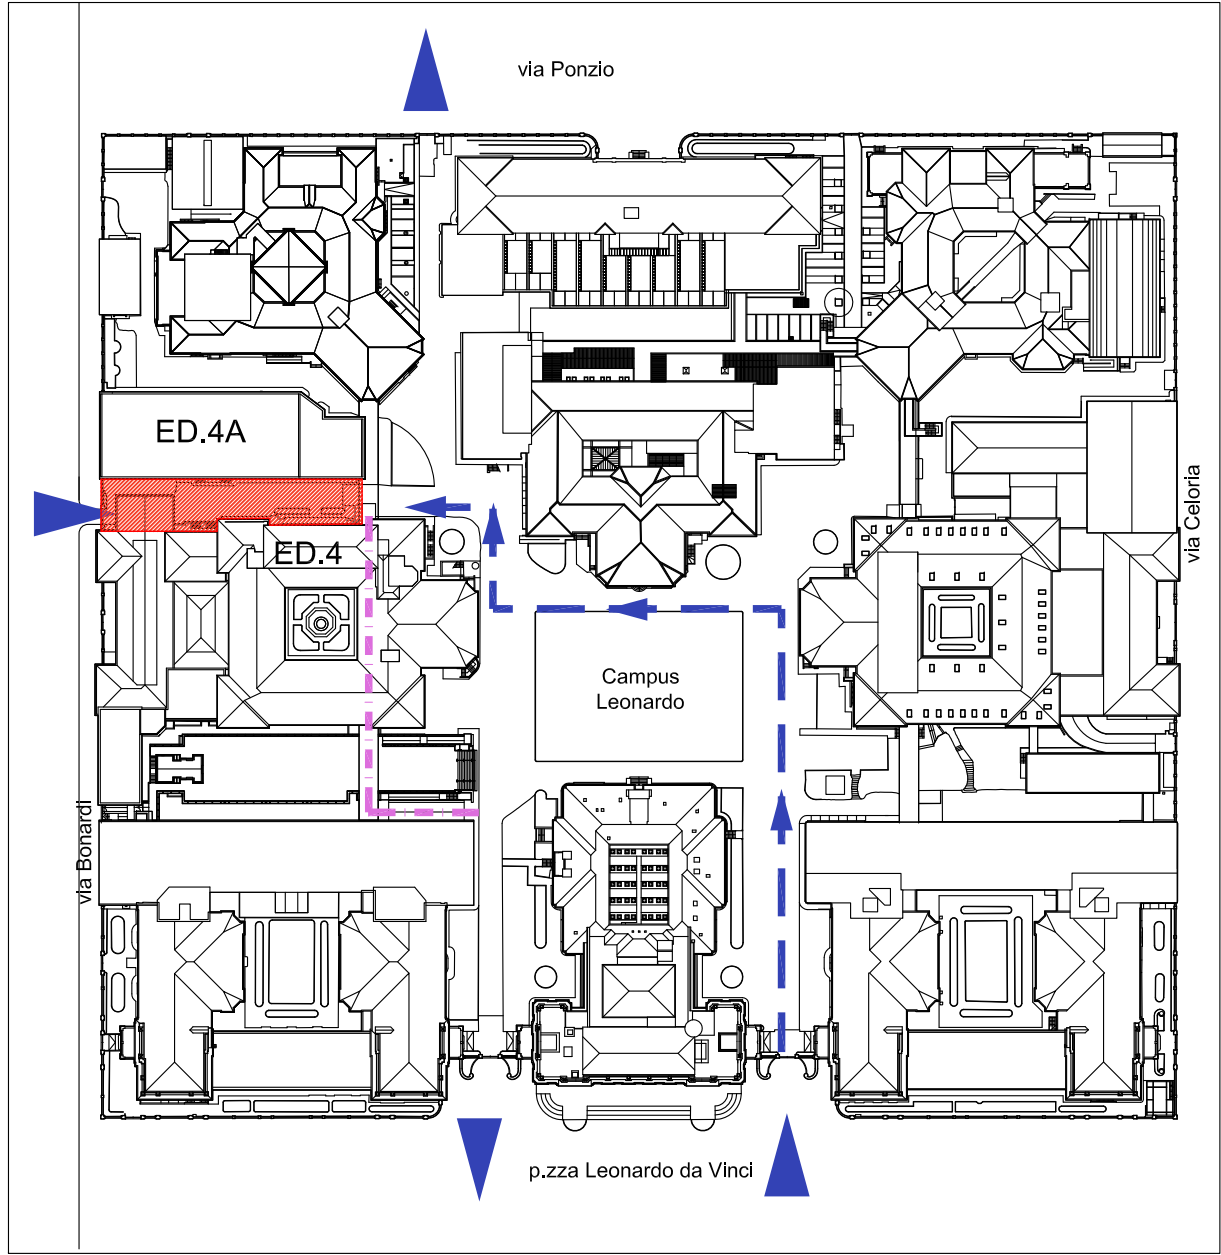 via Ponzio
ED.4A
ED.4
via Celoria
Campus
Leonardo
via Bonardi
p.zza Leonardo da Vinci